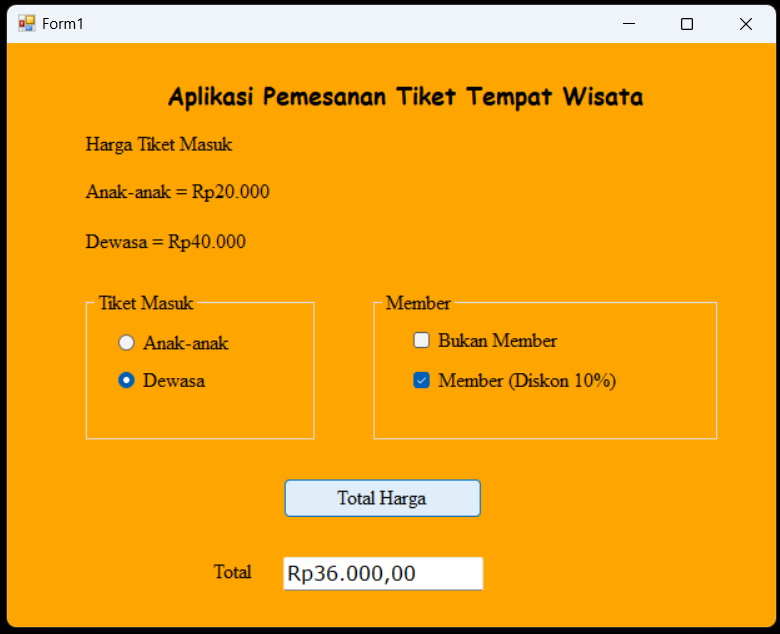 Form1
Aplikasi Pemesanan Tiket Tempat Wisata
Harga Tiket Masuk
Anak-anak = Rp20.000
Dewasa = Rp40.000
Tiket Masuk
Anak-anak
Dewasa
Member
Bukan Member
Member (Diskon 10%)
Total Harga
Total Rp36.000,00